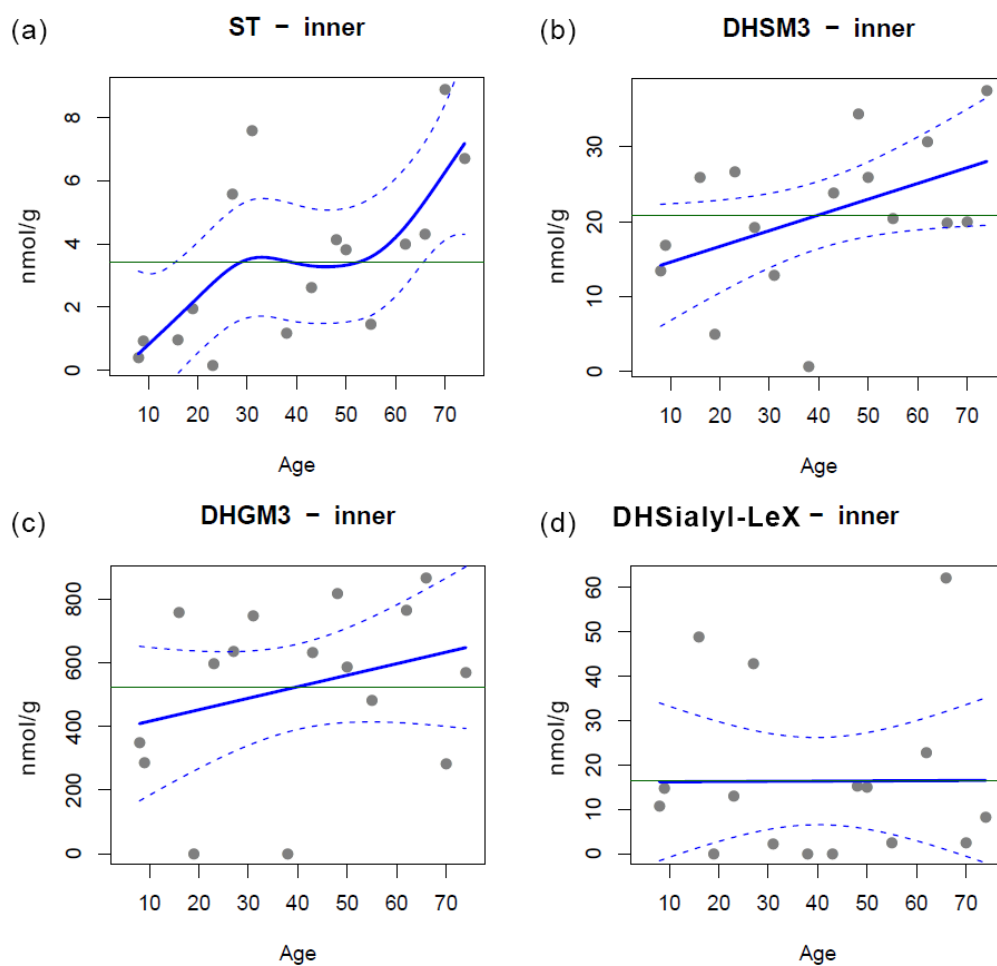 (a) ST − inner
8
6
4
2
0
nmol/g
10 20 30 40 50 60 70
Age
(b) DHSM3 − inner
30
20
10
0
nmol/g
10 20 30 40 50 60 70
Age
(c) DHGM3 − inner
800
600
400
200
0
nmol/g
10 20 30 40 50 60 70
Age
(d) DHSialyl-LeX − inner
60
50
40
30
20
10
0
nmol/g
10 20 30 40 50 60 70
Age